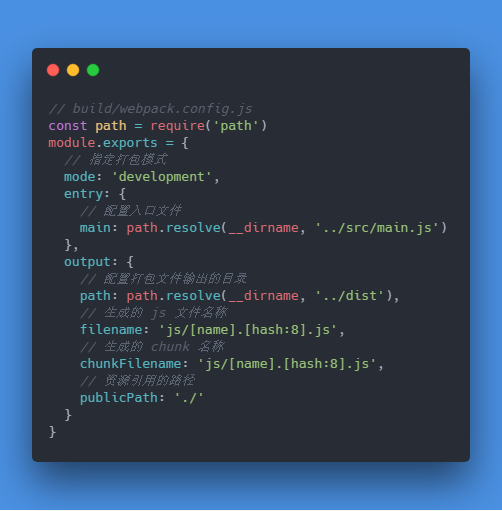 // build/webpack.config.js
const path = require('path')
module.exports = {
  // 指定打包模式
  mode: 'development',
  entry: {
    // 配置入口文件
    main: path.resolve(__dirname, '../src/main.js')
  },
  output: {
    // 配置打包文件输出的目录
    path: path.resolve(__dirname, '../dist'),
    // 生成的 js 文件名称
    filename: 'js/[name].[hash:8].js',
    // 生成的 chunk 名称
    chunkFilename: 'js/[name].[hash:8].js',
    // 资源引用的路径
    publicPath: './'
  }
}